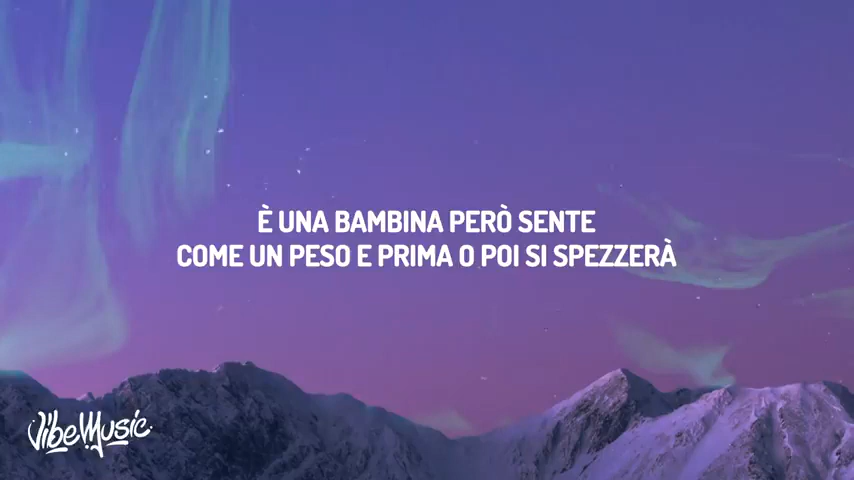 È UNA BAMBINA PERÒ SENTE
COME UN PESO E PRIMA O POI SI SPEZZERÀ
VibeMusic